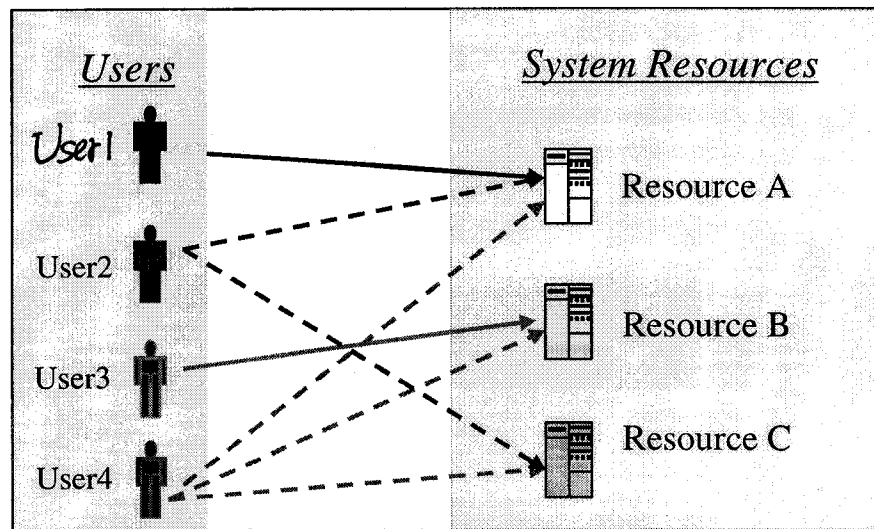 Users
System Resources
User1
Resource A
User2
Resource B
User3
Resource C
User4